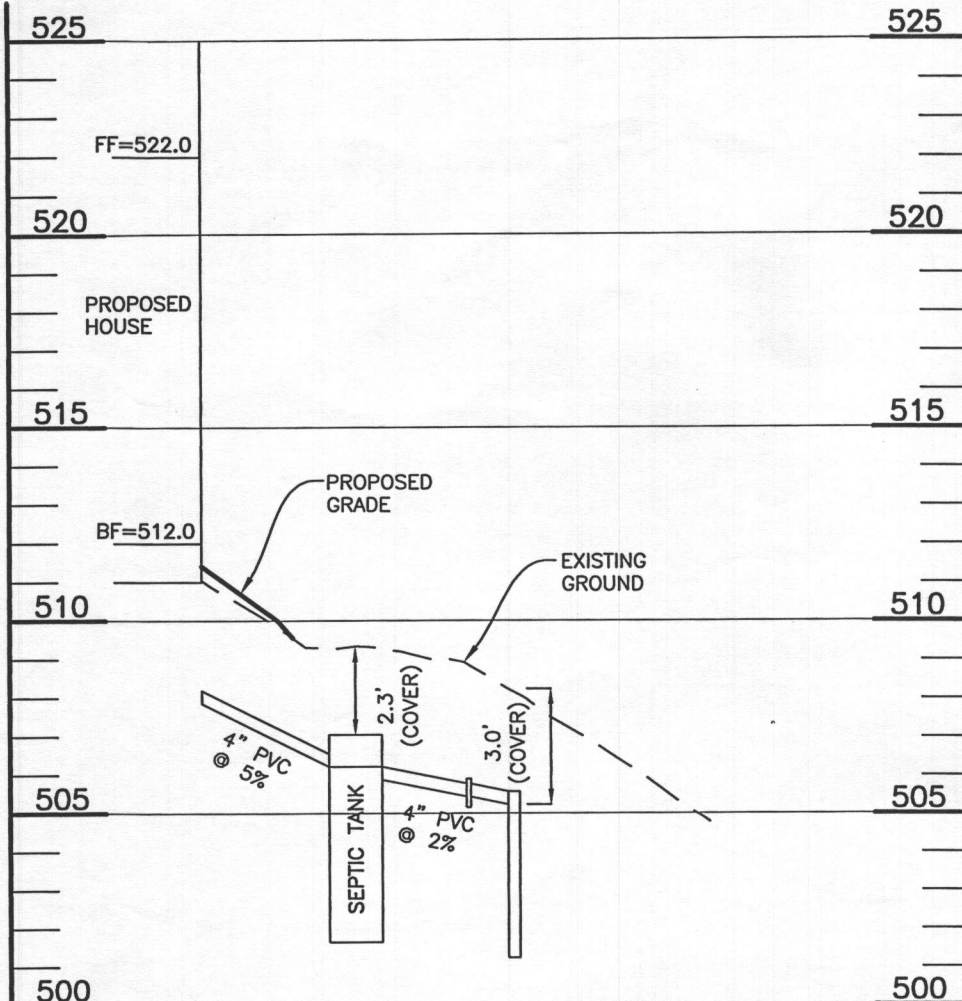 525
525
FF=522.0
520
520
PROPOSED
HOUSE
515
515
PROPOSED
GRADE
BF=512.0
EXISTING
GROUND
510
510
2.3'
(COVER)
3.0'
(COVER)
4" PVC
@ 5%
505
505
4" PVC
@ 2%
SEPTIC TANK
500
500